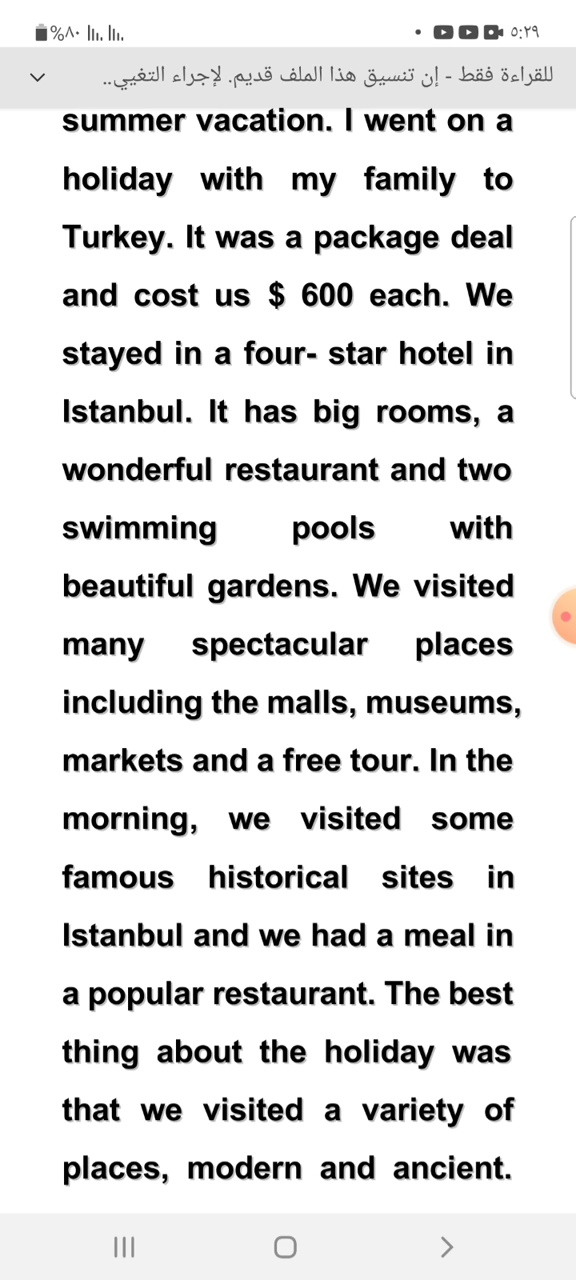 %٨٠ ٥:٢٩
للقراءة فقط - إن تنسيق هذا الملف قديم. لإجراء التغيي..
summer vacation. I went on a
holiday with my family to
Turkey. It was a package deal
and cost us $ 600 each. We
stayed in a four- star hotel in
Istanbul. It has big rooms, a
wonderful restaurant and two
swimming pools with
beautiful gardens. We visited
many spectacular places
including the malls, museums,
markets and a free tour. In the
morning, we visited some
famous historical sites in
Istanbul and we had a meal in
a popular restaurant. The best
thing about the holiday was
that we visited a variety of
places, modern and ancient.